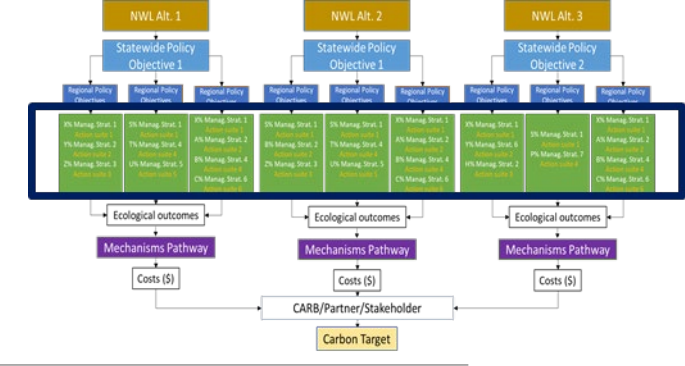 NWL Alt. 1
NWL Alt. 2
NWL Alt. 3
Statewide Policy
Objective 1
Statewide Policy
Objective 1
Statewide Policy
Objective 2
Regional Policy
Objectives
Regional Policy
Objectives
Regional Policy
Objectives
Regional Policy
Objectives
Regional Policy
Objectives
Regional Policy
Objectives
Regional Policy
Objectives
Regional Policy
Objectives
Regional Policy
Objectives
X% Manag. Strat. 1
Action suite 1
Y% Manag. Strat. 2
Action suite 2
Z% Manag. Strat. 3
Action suite 3
S% Manag. Strat. 1
Action suite 1
T% Manag. Strat. 4
Action suite 4
U% Manag. Strat. 5
Action suite 5
X% Manag. Strat. 1
Action suite 1
A% Manag. Strat. 2
Action suite 2
B% Manag. Strat. 4
Action suite 4
C% Manag. Strat. 6
Action suite 6
S% Manag. Strat. 1
Action suite 1
B% Manag. Strat. 2
Action suite 2
Z% Manag. Strat. 3
Action suite 3
S% Manag. Strat. 1
Action suite 1
T% Manag. Strat. 4
Action suite 4
U% Manag. Strat. 5
Action suite 5
X% Manag. Strat. 1
Action suite 1
A% Manag. Strat. 2
Action suite 2
B% Manag. Strat. 4
Action suite 4
C% Manag. Strat. 6
Action suite 6
X% Manag. Strat. 1
Action suite 1
Y% Manag. Strat. 6
Action suite
H% Manag. Strat. 2
Action suite
S% Manag. Strat. 1
Action suite 1
P% Manag. Strat. 7
Action suite 4
X% Manag. Strat. 1
Action suite 1
A% Manag. Strat. 2
Action suite 2
B% Manag. Strat. 4
Action suite 4
C% Manag. Strat. 6
Action suite 6
Ecological outcomes
Ecological outcomes
Ecological outcomes
Mechanisms Pathway
Mechanisms Pathway
Mechanisms Pathway
Costs ($)
Costs ($)
Costs ($)
CARB/Partner/Stakeholder
Carbon Target